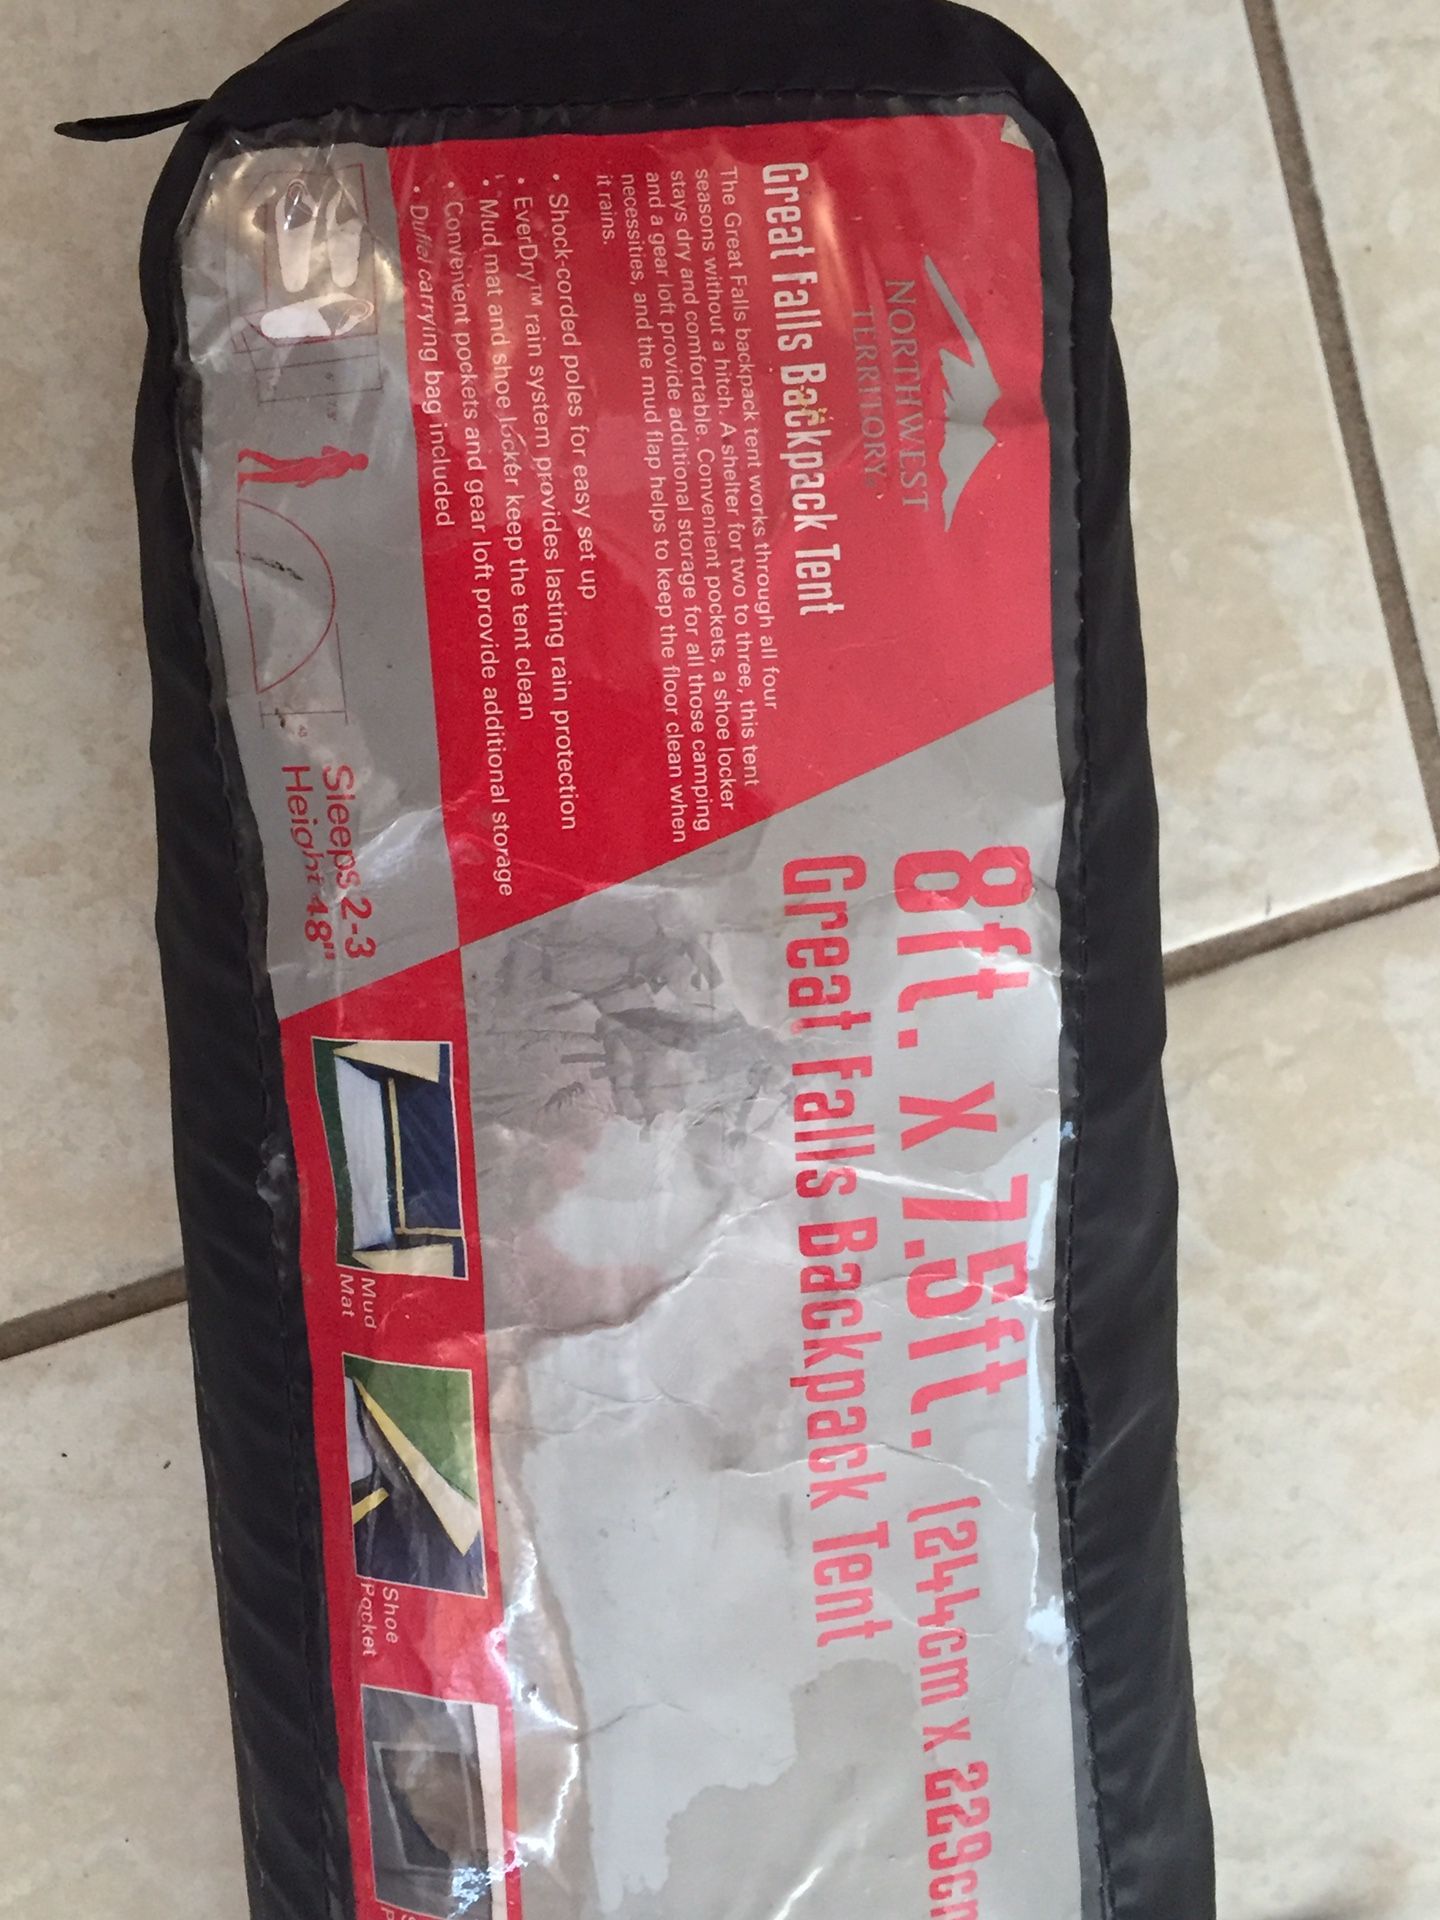 NORTHWEST
TERRITORY
Great Falls Backpack Tent
The Great Falls backpack tent works through all four
seasons without a hitch. A shelter for two to three, this tent
stays dry and comfortable. Convenient pockets, a shoe locker
and a gear loft provide additional storage for all those camping
necessities, and the mud flap helps to keep the floor clean when
it rains.
• Shock-corded poles for easy set up
• EverDry™ rain system provides lasting rain protection
• Mud mat and shoe locker keep the tent clean
• Convenient pockets and gear loft provide additional storage
• Duffel carrying bag included
Sleeps 2-3
Height 48"
8ft. x 7.5ft. (244cm x 229cm
Great Falls Backpack Tent
Mud
Mat
Shoe
Pocket